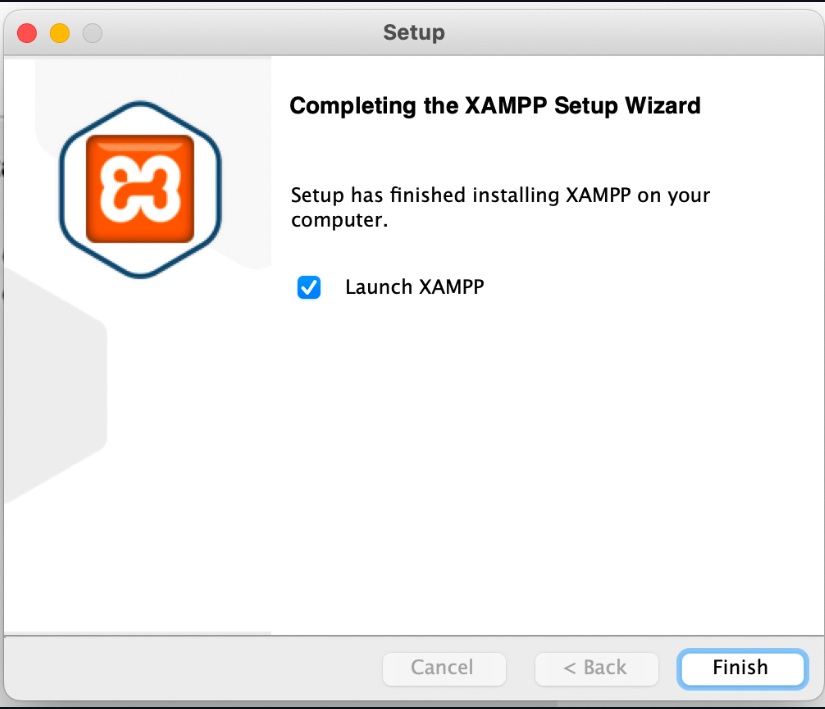 Setup
Completing the XAMPP Setup Wizard
Setup has finished installing XAMPP on your
computer.
Launch XAMPP
Cancel
< Back
Finish